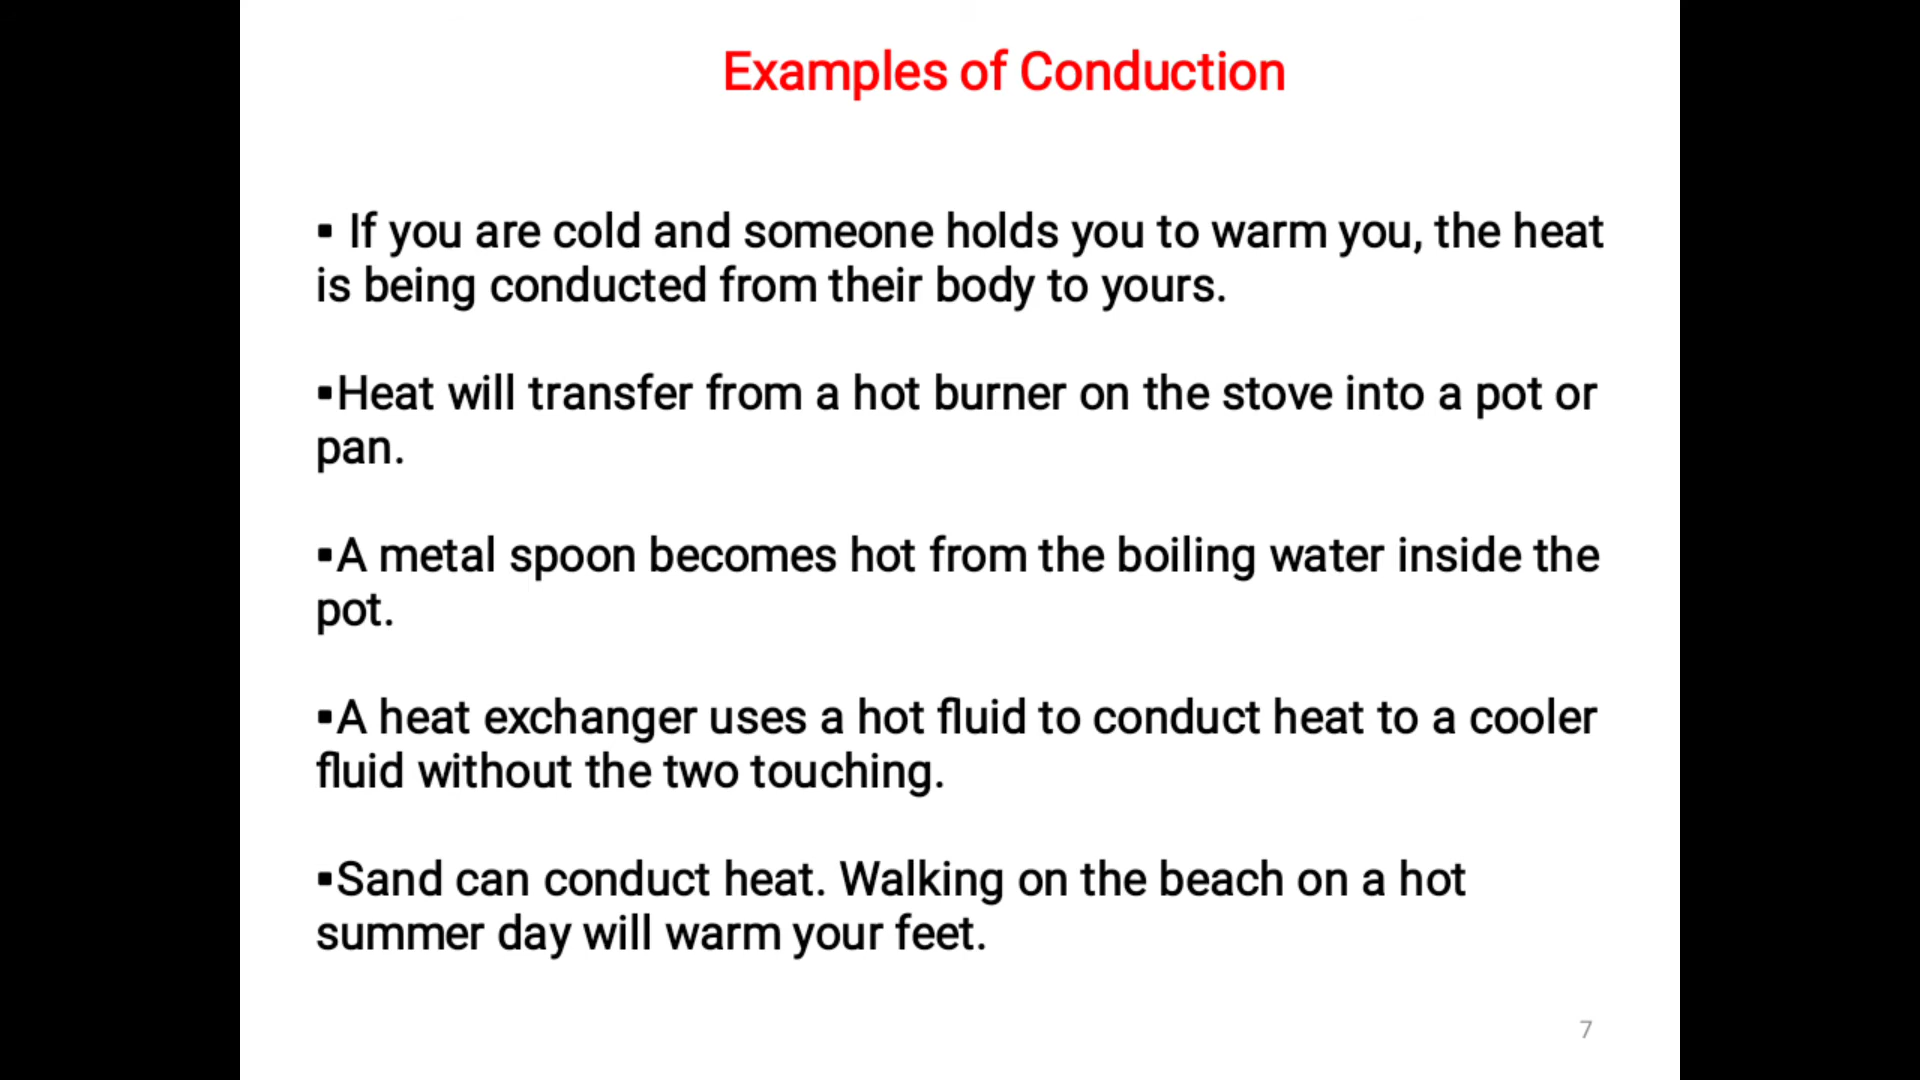 Examples of Conduction
▪ If you are cold and someone holds you to warm you, the heat
is being conducted from their body to yours.
▪Heat will transfer from a hot burner on the stove into a pot or
pan.
▪A metal spoon becomes hot from the boiling water inside the
pot.
▪A heat exchanger uses a hot fluid to conduct heat to a cooler
fluid without the two touching.
▪Sand can conduct heat. Walking on the beach on a hot
summer day will warm your feet.
7